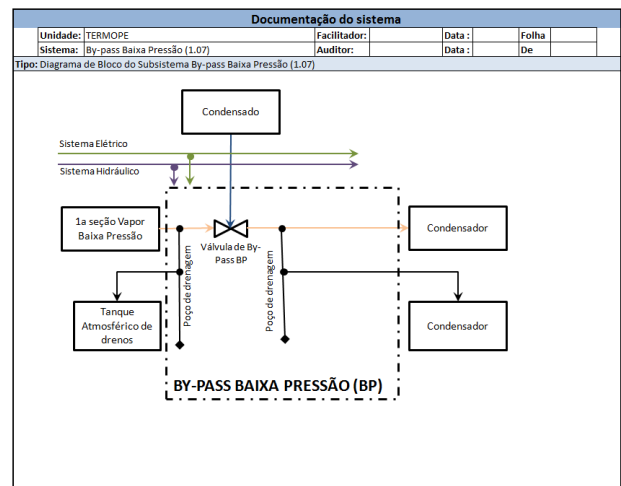 Documentação do sistema
Unidade: TERMOPE Facilitador: Data : Folha
Sistema: By-pass Baixa Pressão (1.07) Auditor: Data : De
Tipo: Diagrama de Bloco do Subsistema By-pass Baixa Pressão (1.07)
Condensado
Sistema Elétrico
Sistema Hidráulico
1a seção Vapor
Baixa Pressão
Válvula de By-
Pass BP
Condensador
Poço de drenagem
Poço de drenagem
Tanque
Atmosférico de
drenos
Condensador
BY-PASS BAIXA PRESSÃO (BP)